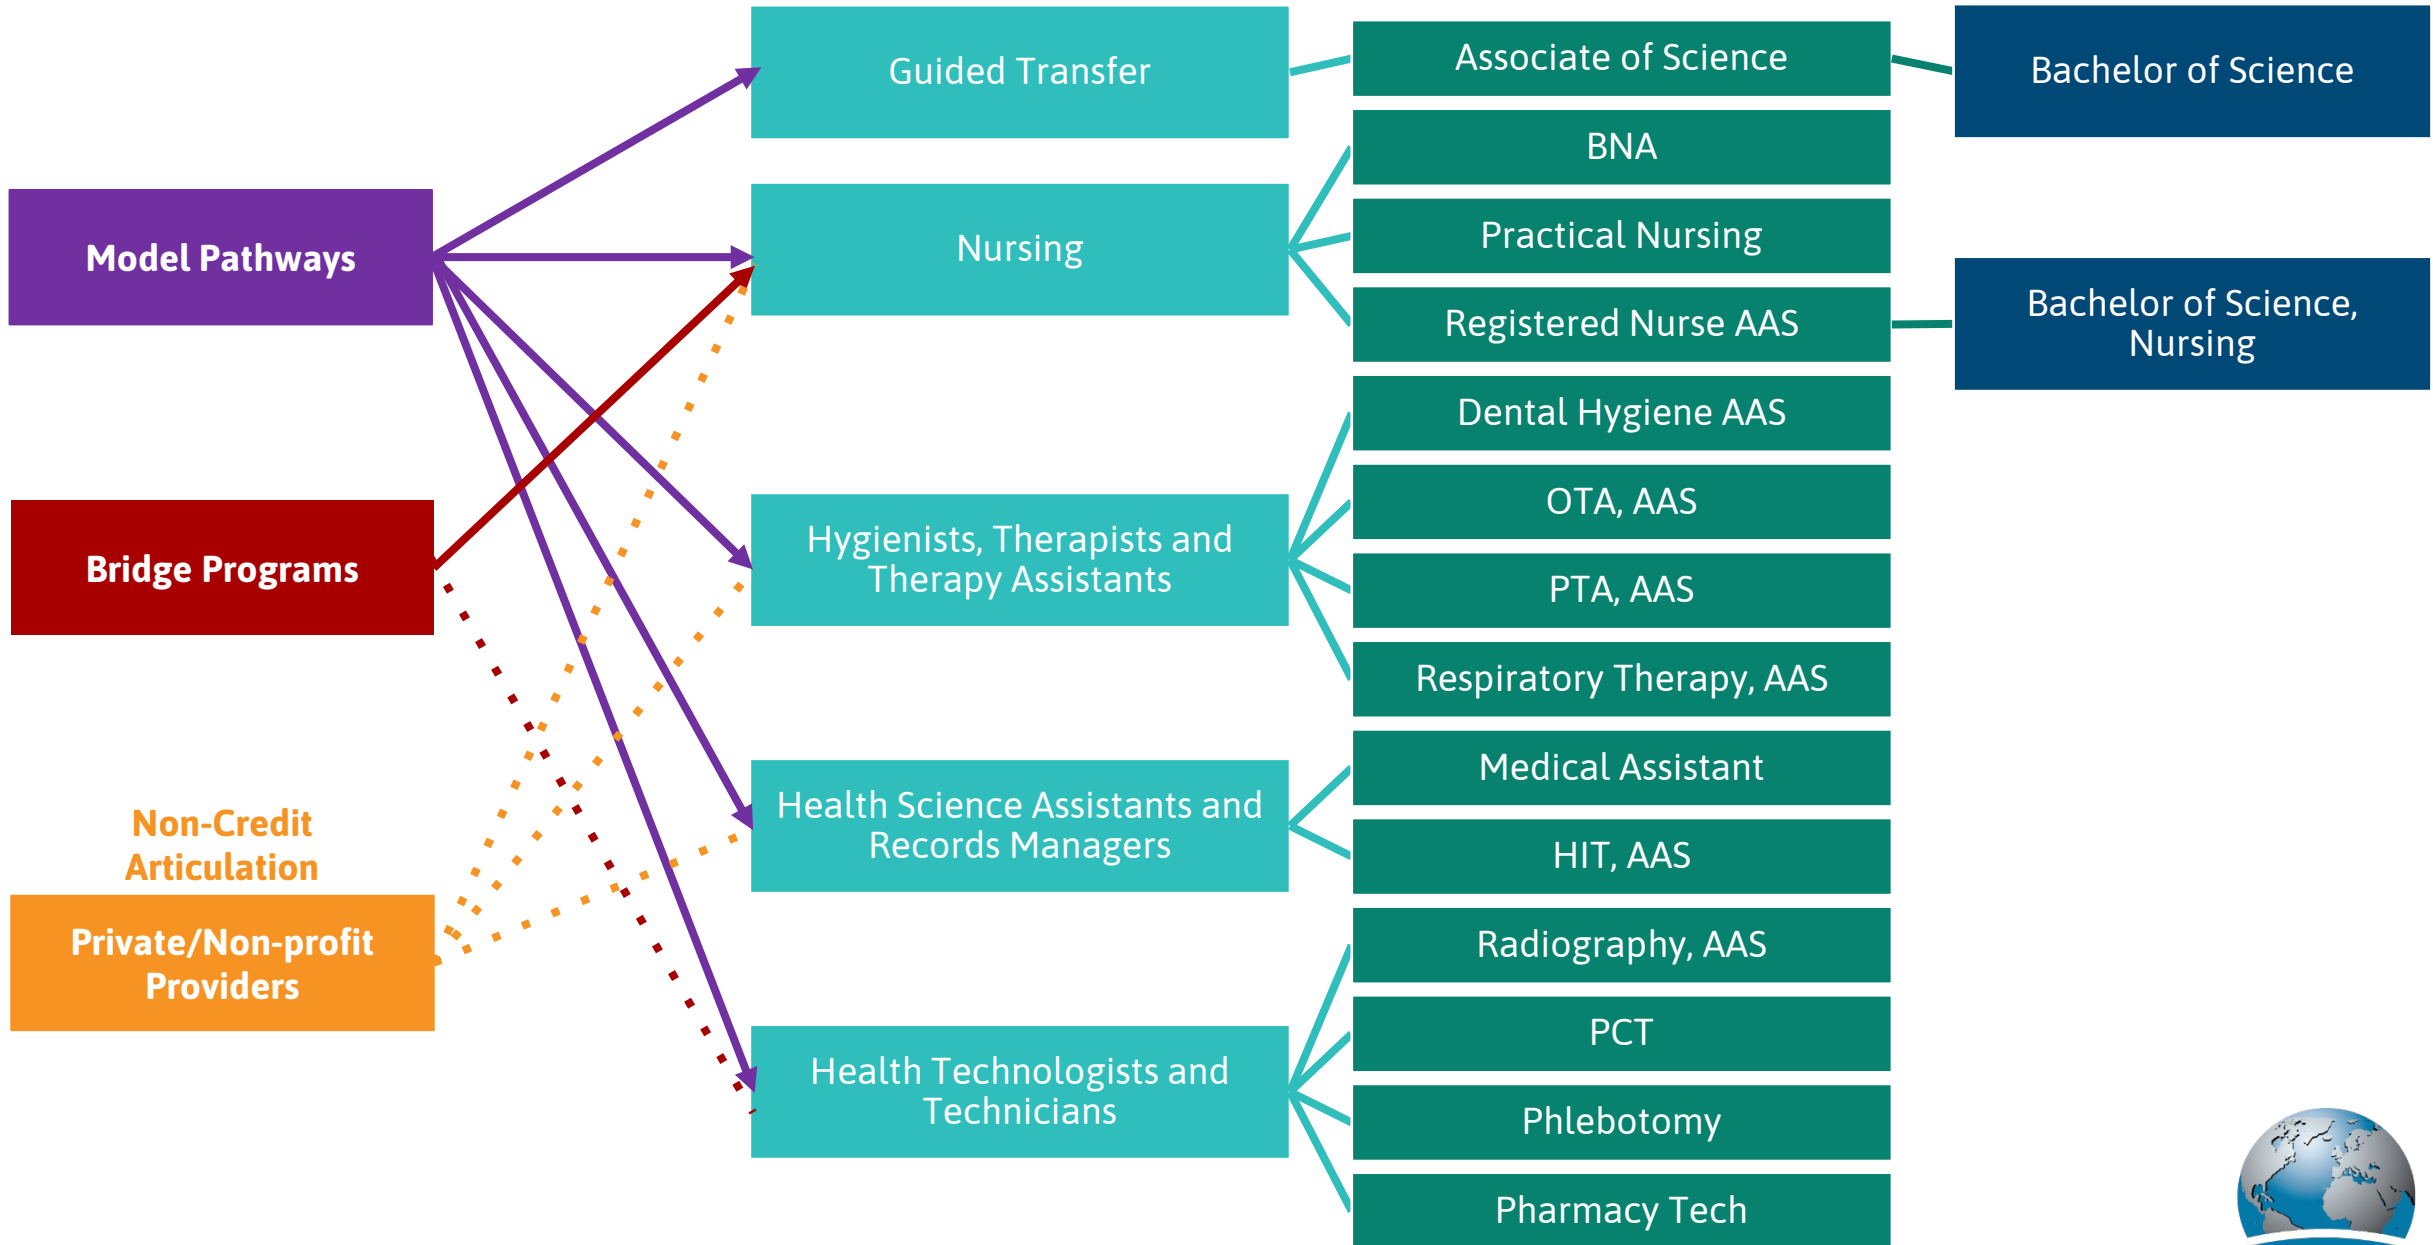 Model Pathways
Bridge Programs
Non-Credit
Articulation
Private/Non-profit
Providers
Guided Transfer
Nursing
Hygienists, Therapists and
Therapy Assistants
Health Science Assistants and
Records Managers
Health Technologists and
Technicians
Associate of Science
BNA
Practical Nursing
Registered Nurse AAS
Dental Hygiene AAS
OTA, AAS
PTA, AAS
Respiratory Therapy, AAS
Medical Assistant
HIT, AAS
Radiography, AAS
PCT
Phlebotomy
Pharmacy Tech
Bachelor of Science
Bachelor of Science,
Nursing